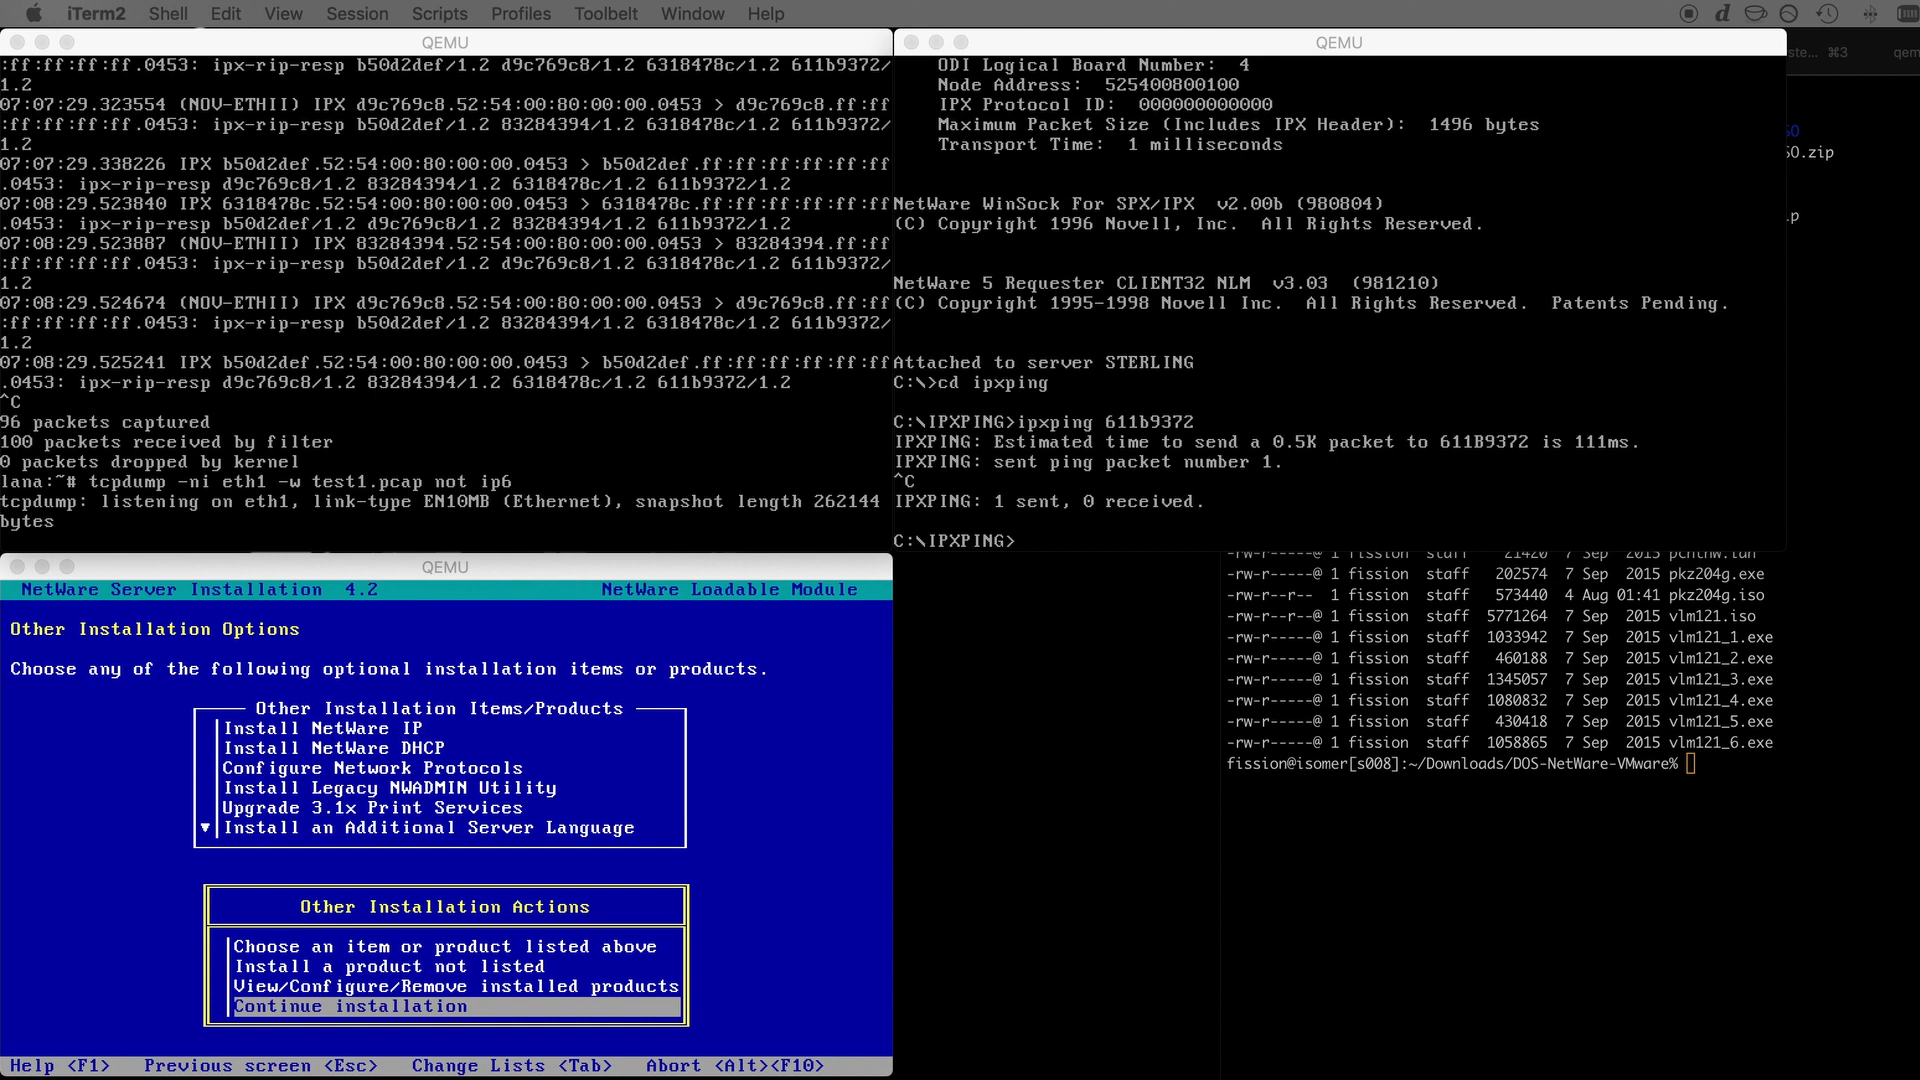 iTerm2 Shell Edit View Session Scripts Profiles Toolbelt Window Help
QEMU
:ff:ff:ff:ff.0453: ipx-rip-resp b50d2def/1.2 d9c769c8/1.2 6318478c/1.2 611b9372/
1.2
07:07:29.323554 (NOV-ETHII) IPX d9c769c8.52:54:00:80:00:00.0453 > d9c769c8.ff:ff
:ff:ff:ff:ff.0453: ipx-rip-resp b50d2def/1.2 83284394/1.2 6318478c/1.2 611b9372/
1.2
07:07:29.338226 IPX b50d2def.52:54:00:80:00:00.0453 > b50d2def.ff:ff:ff:ff:ff:ff
.0453: ipx-rip-resp d9c769c8/1.2 83284394/1.2 6318478c/1.2 611b9372/1.2
07:08:29.523840 IPX 6318478c.52:54:00:80:00:00.0453 > 6318478c.ff:ff:ff:ff:ff:ff
.0453: ipx-rip-resp b50d2def/1.2 d9c769c8/1.2 83284394/1.2 611b9372/1.2
07:08:29.523887 (NOV-ETHII) IPX 83284394.52:54:00:80:00:00.0453 > 83284394.ff:ff
:ff:ff:ff:ff.0453: ipx-rip-resp b50d2def/1.2 d9c769c8/1.2 6318478c/1.2 611b9372/
1.2
07:08:29.524674 (NOV-ETHII) IPX d9c769c8.52:54:00:80:00:00.0453 > d9c769c8.ff:ff
:ff:ff:ff:ff.0453: ipx-rip-resp b50d2def/1.2 83284394/1.2 6318478c/1.2 611b9372/
1.2
07:08:29.525241 IPX b50d2def.52:54:00:80:00:00.0453 > b50d2def.ff:ff:ff:ff:ff:ff
.0453: ipx-rip-resp d9c769c8/1.2 83284394/1.2 6318478c/1.2 611b9372/1.2
^C
96 packets captured
100 packets received by filter
0 packets dropped by kernel
lana:~# tcpdump -ni eth1 -w test1.pcap not ip6
tcpdump: listening on eth1, link-type EN10MB (Ethernet), snapshot length 262144
bytes
QEMU
ODI Logical Board Number: 4
Node Address: 525400800100
IPX Protocol ID: 000000000000
Maximum Packet Size (Includes IPX Header): 1496 bytes
Transport Time: 1 milliseconds
NetWare WinSock For SPX/IPX v2.00b (980804)
(C) Copyright 1996 Novell, Inc. All Rights Reserved.
NetWare 5 Requester CLIENT32 NLM v3.03 (981210)
(C) Copyright 1995-1998 Novell Inc. All Rights Reserved. Patents Pending.
Attached to server STERLING
C:\>cd ipxping
C:\IPXPING>ipxping 611b9372
IPXPING: Estimated time to send a 0.5K packet to 611B9372 is 111ms.
IPXPING: sent ping packet number 1.
^C
IPXPING: 1 sent, 0 received.
C:\IPXPING>
ste... ⌘3 qem
0.zip
.p
QEMU
NetWare Server Installation 4.2 NetWare Loadable Module
Other Installation Options
Choose any of the following optional installation items or products.
Other Installation Items/Products
Install NetWare IP
Install NetWare DHCP
Configure Network Protocols
Install Legacy NWADMIN Utility
Upgrade 3.1x Print Services
▼ Install an Additional Server Language
Other Installation Actions
Choose an item or product listed above
Install a product not listed
View/Configure/Remove installed products
Continue installation
Help <F1> Previous screen <Esc> Change Lists <Tab> Abort <Alt><F10>
-rw-r-----@ 1 fission staff 21420 7 Sep 2015
-rw-r-----@ 1 fission staff 202574 7 Sep 2015 pkz204g.exe
-rw-r--r-- 1 fission staff 573440 4 Aug 01:41 pkz204g.iso
-rw-r--r--@ 1 fission staff 5771264 7 Sep 2015 vlm121.iso
-rw-r-----@ 1 fission staff 1033942 7 Sep 2015 vlm121_1.exe
-rw-r-----@ 1 fission staff 460188 7 Sep 2015 vlm121_2.exe
-rw-r-----@ 1 fission staff 1345057 7 Sep 2015 vlm121_3.exe
-rw-r-----@ 1 fission staff 1080832 7 Sep 2015 vlm121_4.exe
-rw-r-----@ 1 fission staff 430418 7 Sep 2015 vlm121_5.exe
-rw-r-----@ 1 fission staff 1058865 7 Sep 2015 vlm121_6.exe
fission@isomer[s008]:~/Downloads/DOS-NetWare-VMware%